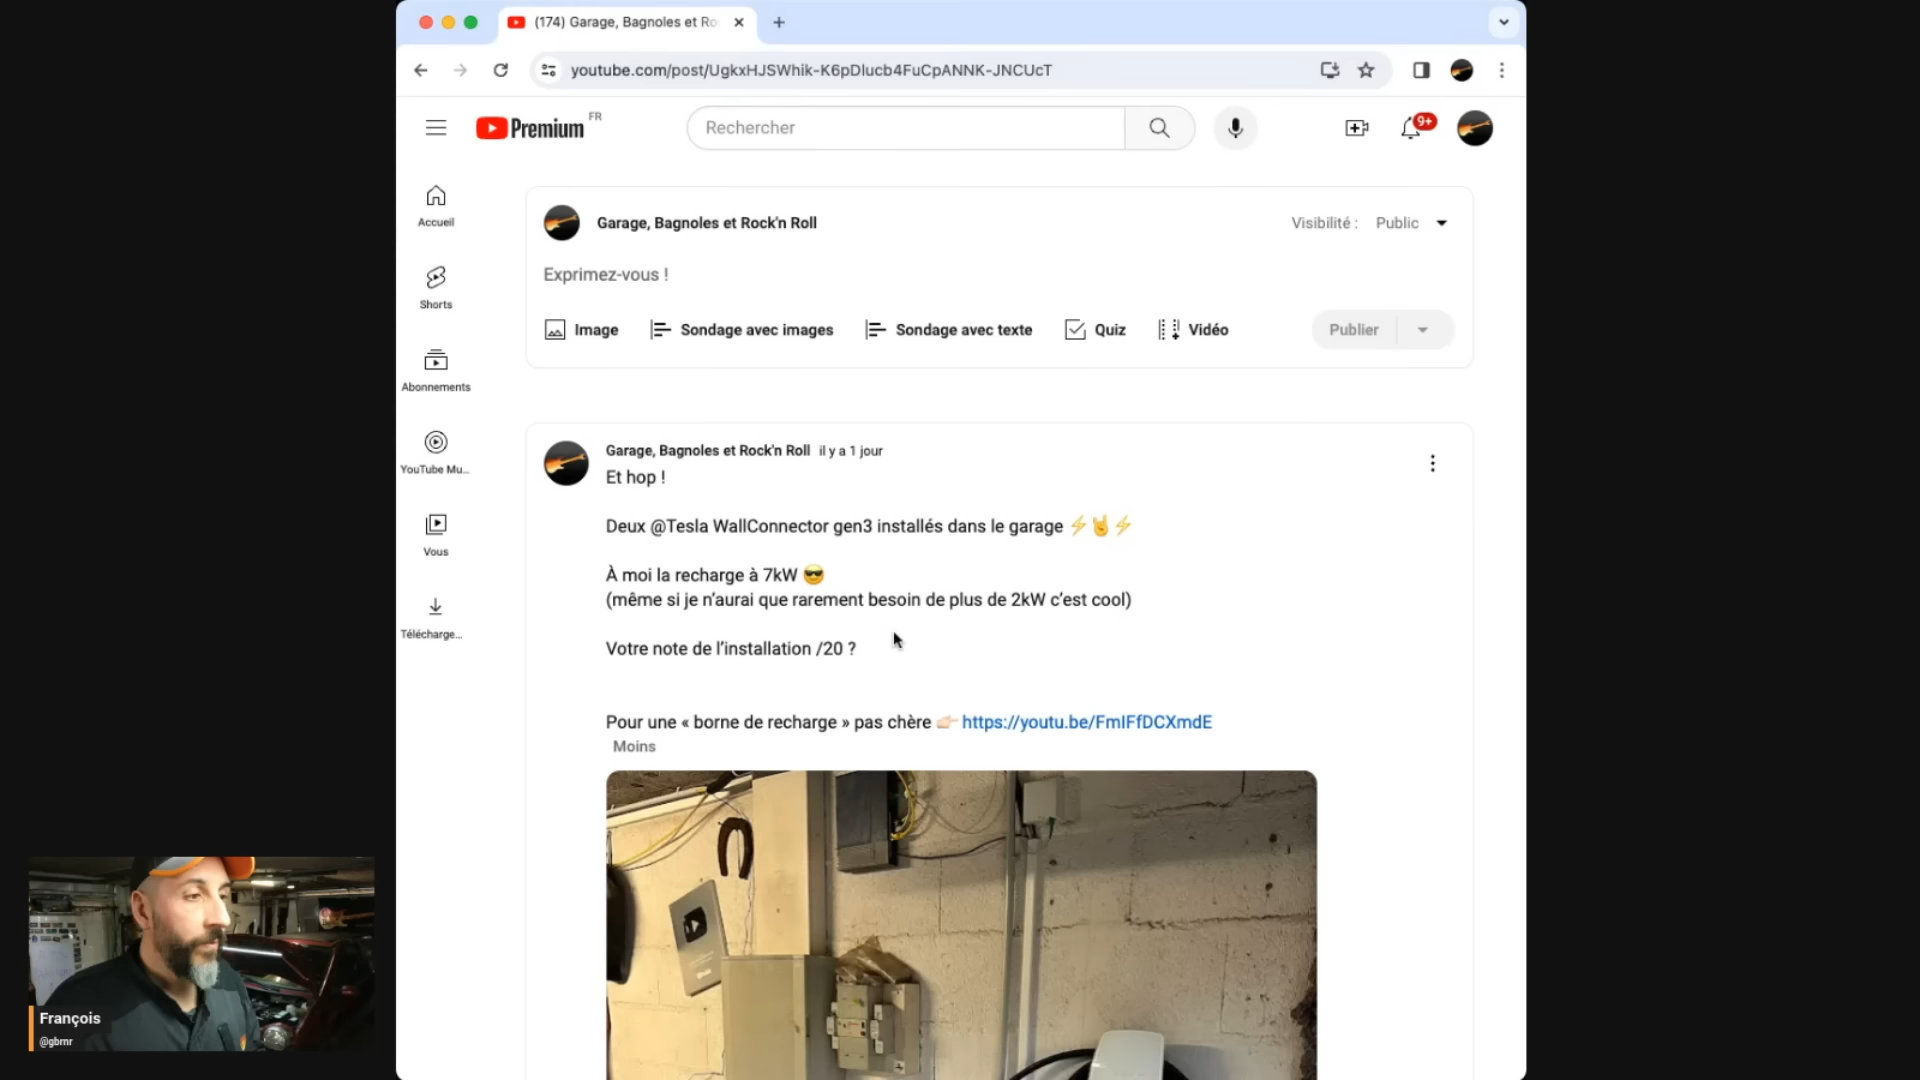 (174) Garage, Bagnoles et Ro
youtube.com/post/UgkxHJSWhik-K6pDlucb4FuCpANNK-JNCUcT
Premium FR
Rechercher
9+
Accueil
Shorts
Abonnements
YouTube Mu...
Vous
Télécharge...
Garage, Bagnoles et Rock'n Roll
Visibilité : Public
Exprimez-vous !
Image
Sondage avec images
Sondage avec texte
Quiz
Vidéo
Publier
Garage, Bagnoles et Rock'n Roll il y a 1 jour
Et hop !
Deux @Tesla WallConnector gen3 installés dans le garage ⚡🤘⚡
À moi la recharge à 7kW 😎
(même si je n’aurai que rarement besoin de plus de 2kW c’est cool)
Votre note de l’installation /20 ?
Pour une « borne de recharge » pas chère 👉🏻 https://youtu.be/FmIFfDCXmdE
Moins
François
@gbrnr